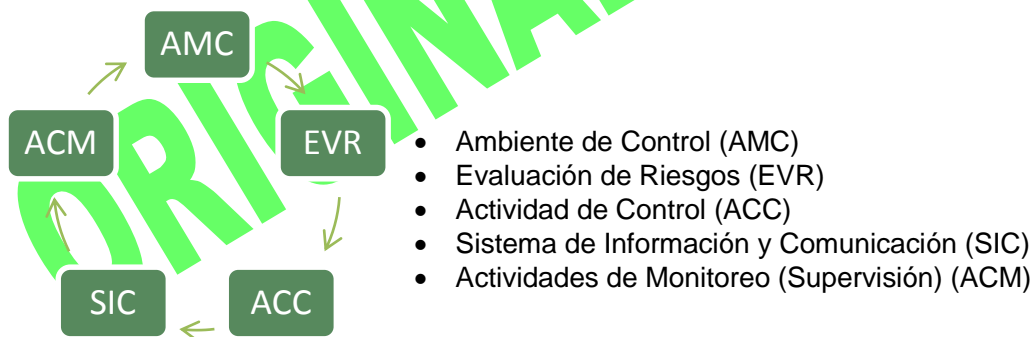 AMC
ACM
EVR
SIC
ACC
• Ambiente de Control (AMC)
• Evaluación de Riesgos (EVR)
• Actividad de Control (ACC)
• Sistema de Información y Comunicación (SIC)
• Actividades de Monitoreo (Supervisión) (ACM)
ORIGINA